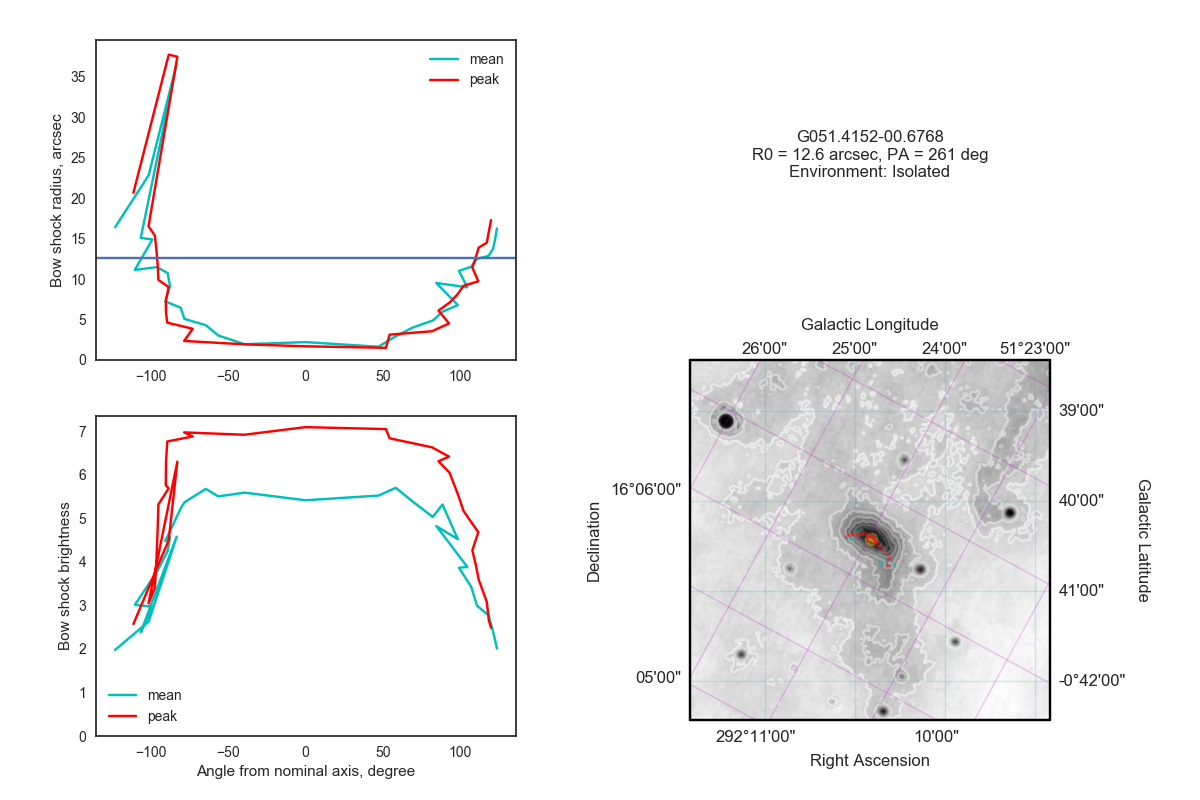 35
30
25
20
15
10
5
0
Bow shock radius, arcsec
mean
peak
−100
−50
0
50
100
7
6
5
4
3
2
1
0
Bow shock brightness
mean
peak
−100
−50
0
50
100
Angle from nominal axis, degree
G051.4152-00.6768
R0 = 12.6 arcsec, PA = 261 deg
Environment: Isolated
Galactic Longitude
26'00" 25'00" 24'00" 51°23'00"
39'00"
16°06'00"
40'00"
Declination
Galactic Latitude
41'00"
05'00"
-0°42'00"
292°11'00" 10'00"
Right Ascension